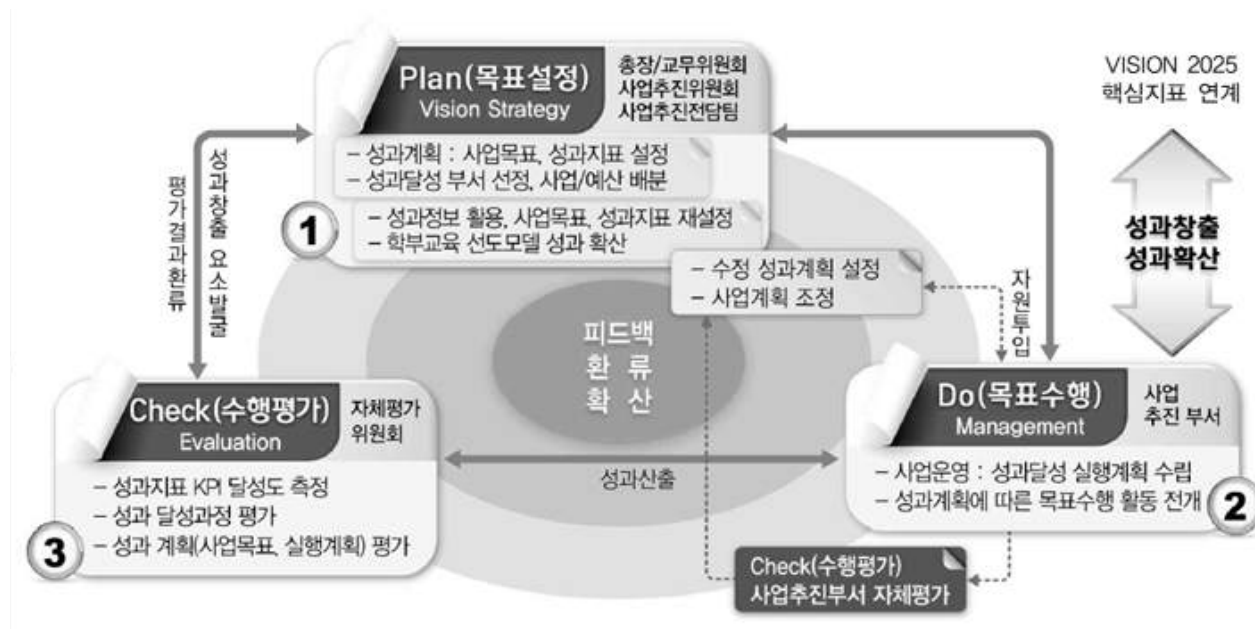 Plan(목표설정)
Vision Strategy
총장/교무위원회
사업추진위원회
사업추진전담팀
– 성과계획 : 사업목표, 성과지표 설정
– 성과달성 부서 선정, 사업/예산 배분
1
– 성과정보 활용, 사업목표, 성과지표 재설정
– 학부교육 선도모델 성과 확산
VISION 2025
핵심지표 연계
성과창출
성과확산
성과창출 요소발굴
평가결과환류
– 수정 성과계획 설정
– 사업계획 조정
자원투입
피드백
환 류
확 산
Check(수행평가)
Evaluation
자체평가
위원회
– 성과지표 KPI 달성도 측정
– 성과 달성과정 평가
– 성과 계획(사업목표, 실행계획) 평가
3
성과산출
Do(목표수행)
Management
사업
추진 부서
– 사업운영 : 성과달성 실행계획 수립
– 성과계획에 따른 목표수행 활동 전개
2
Check(수행평가)
사업추진부서 자체평가